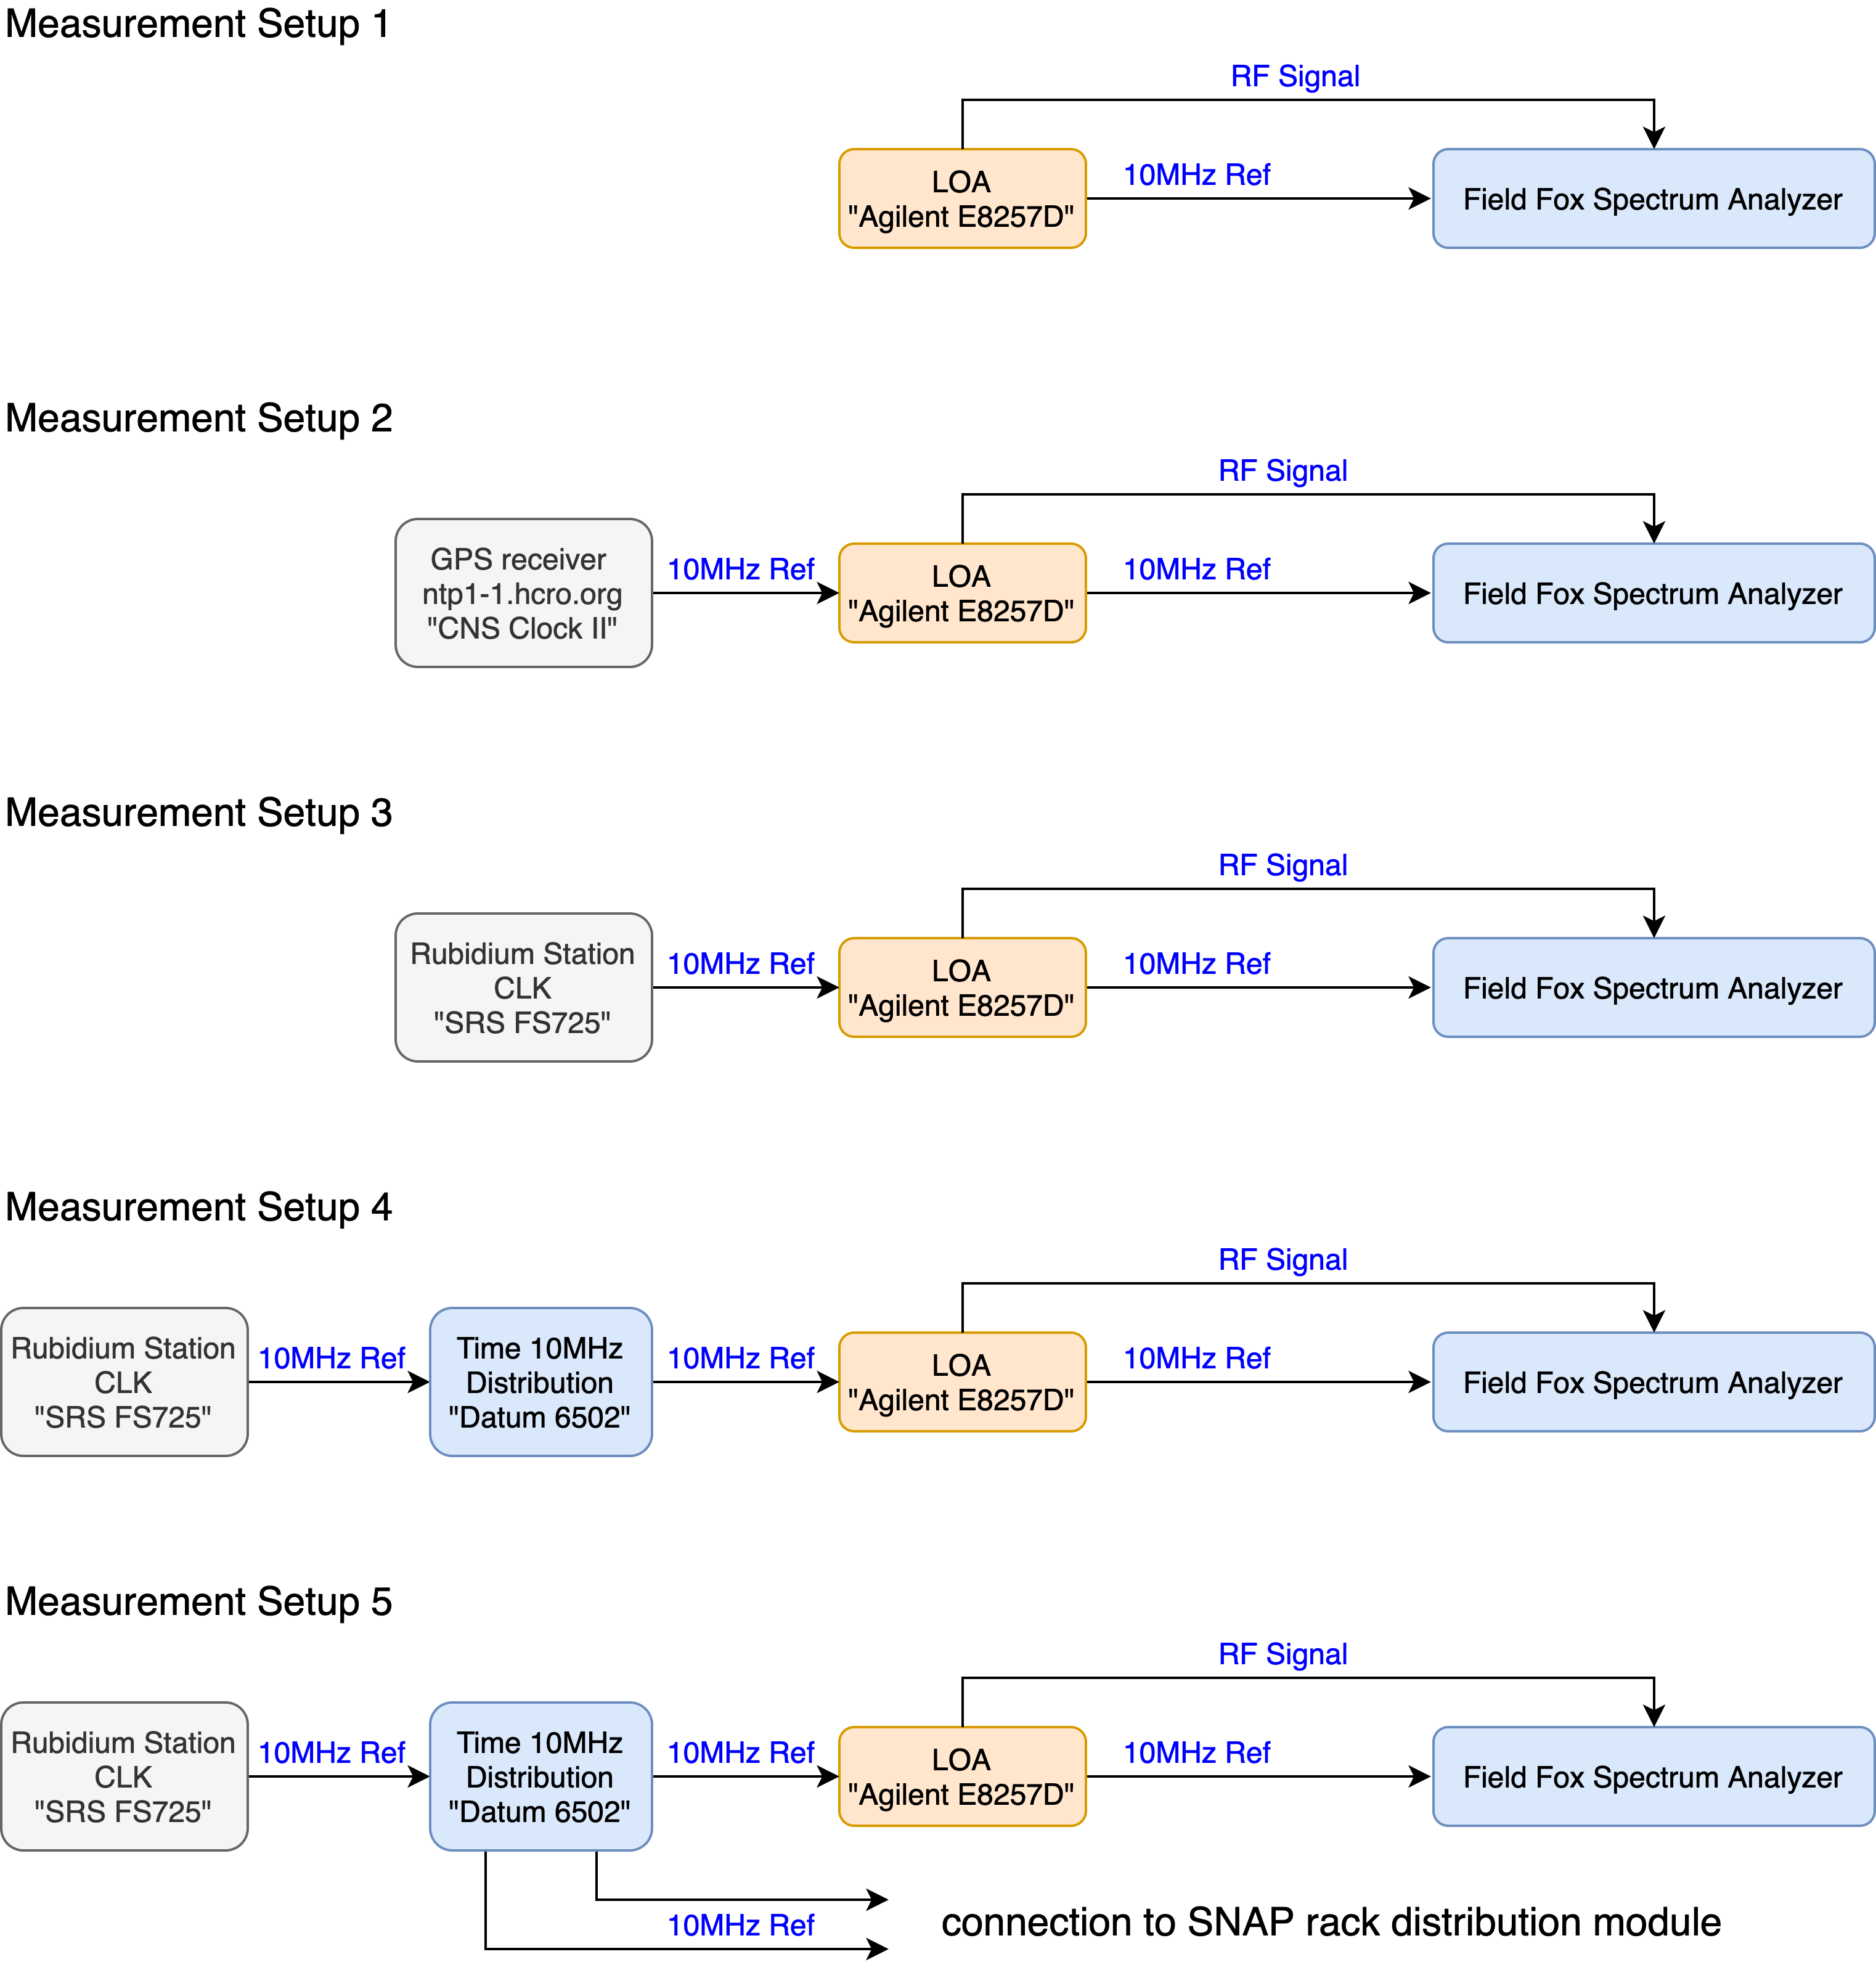 Measurement Setup 1
RF Signal
LOA
"Agilent E8257D"
10MHz Ref
Field Fox Spectrum Analyzer
Measurement Setup 2
RF Signal
GPS receiver
ntp1-1.hcro.org
"CNS Clock II"
10MHz Ref
LOA
"Agilent E8257D"
10MHz Ref
Field Fox Spectrum Analyzer
Measurement Setup 3
RF Signal
Rubidium Station
CLK
"SRS FS725"
10MHz Ref
LOA
"Agilent E8257D"
10MHz Ref
Field Fox Spectrum Analyzer
Measurement Setup 4
RF Signal
Rubidium Station
CLK
"SRS FS725"
10MHz Ref
Time 10MHz
Distribution
"Datum 6502"
10MHz Ref
LOA
"Agilent E8257D"
10MHz Ref
Field Fox Spectrum Analyzer
Measurement Setup 5
RF Signal
Rubidium Station
CLK
"SRS FS725"
10MHz Ref
Time 10MHz
Distribution
"Datum 6502"
10MHz Ref
LOA
"Agilent E8257D"
10MHz Ref
Field Fox Spectrum Analyzer
10MHz Ref
connection to SNAP rack distribution module